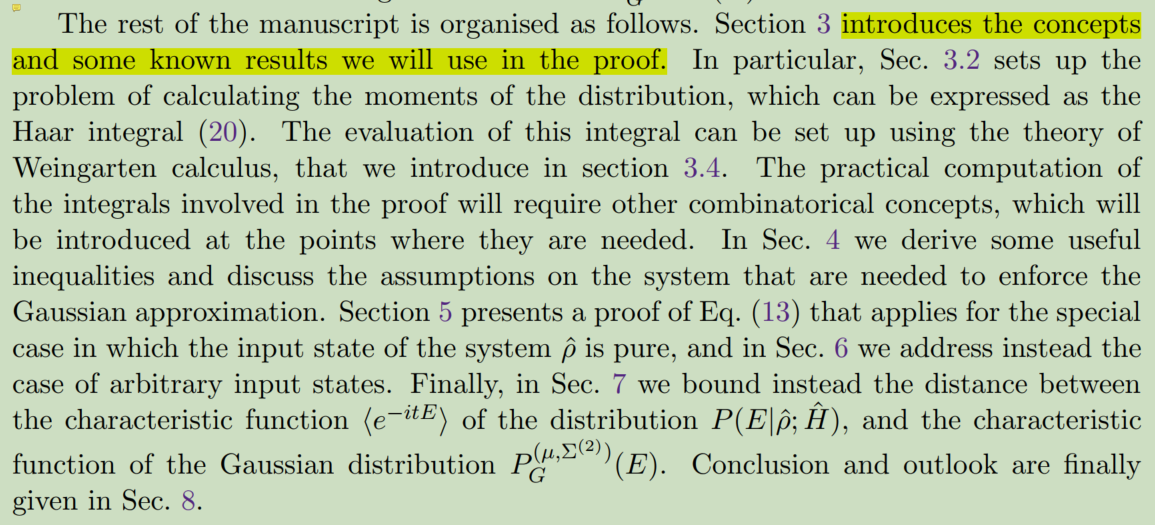 The rest of the manuscript is organised as follows. Section 3 introduces the concepts
and some known results we will use in the proof. In particular, Sec. 3.2 sets up the
problem of calculating the moments of the distribution, which can be expressed as the
Haar integral (20). The evaluation of this integral can be set up using the theory of
Weingarten calculus, that we introduce in section 3.4. The practical computation of
the integrals involved in the proof will require other combinatorical concepts, which will
be introduced at the points where they are needed. In Sec. 4 we derive some useful
inequalities and discuss the assumptions on the system that are needed to enforce the
Gaussian approximation. Section 5 presents a proof of Eq. (13) that applies for the special
case in which the input state of the system ρ̂ is pure, and in Sec. 6 we address instead the
case of arbitrary input states. Finally, in Sec. 7 we bound instead the distance between
the characteristic function ⟨e^{−itE}⟩ of the distribution P(E|ρ̂; Ĥ), and the characteristic
function of the Gaussian distribution P_G^{(μ,Σ^{(2)})}(E). Conclusion and outlook are finally
given in Sec. 8.